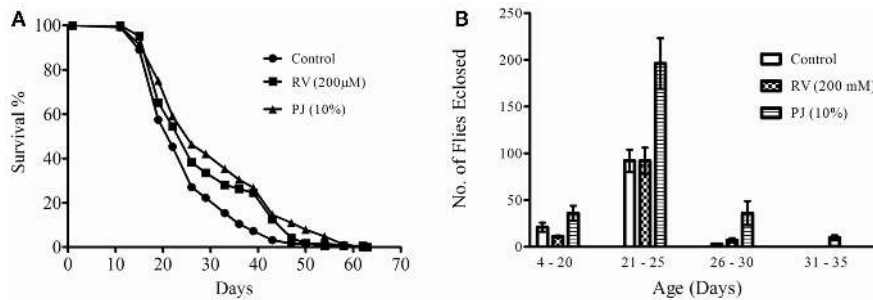 A
100
80
60
40
20
0
Survival %
0 10 20 30 40 50 60 70
Days
Control
RV (200μM)
PJ (10%)
B
250
200
150
100
50
0
No. of Flies Eclosed
4 - 20 21 - 25 26 - 30 31 - 35
Age (Days)
Control
RV (200 mM)
PJ (10%)